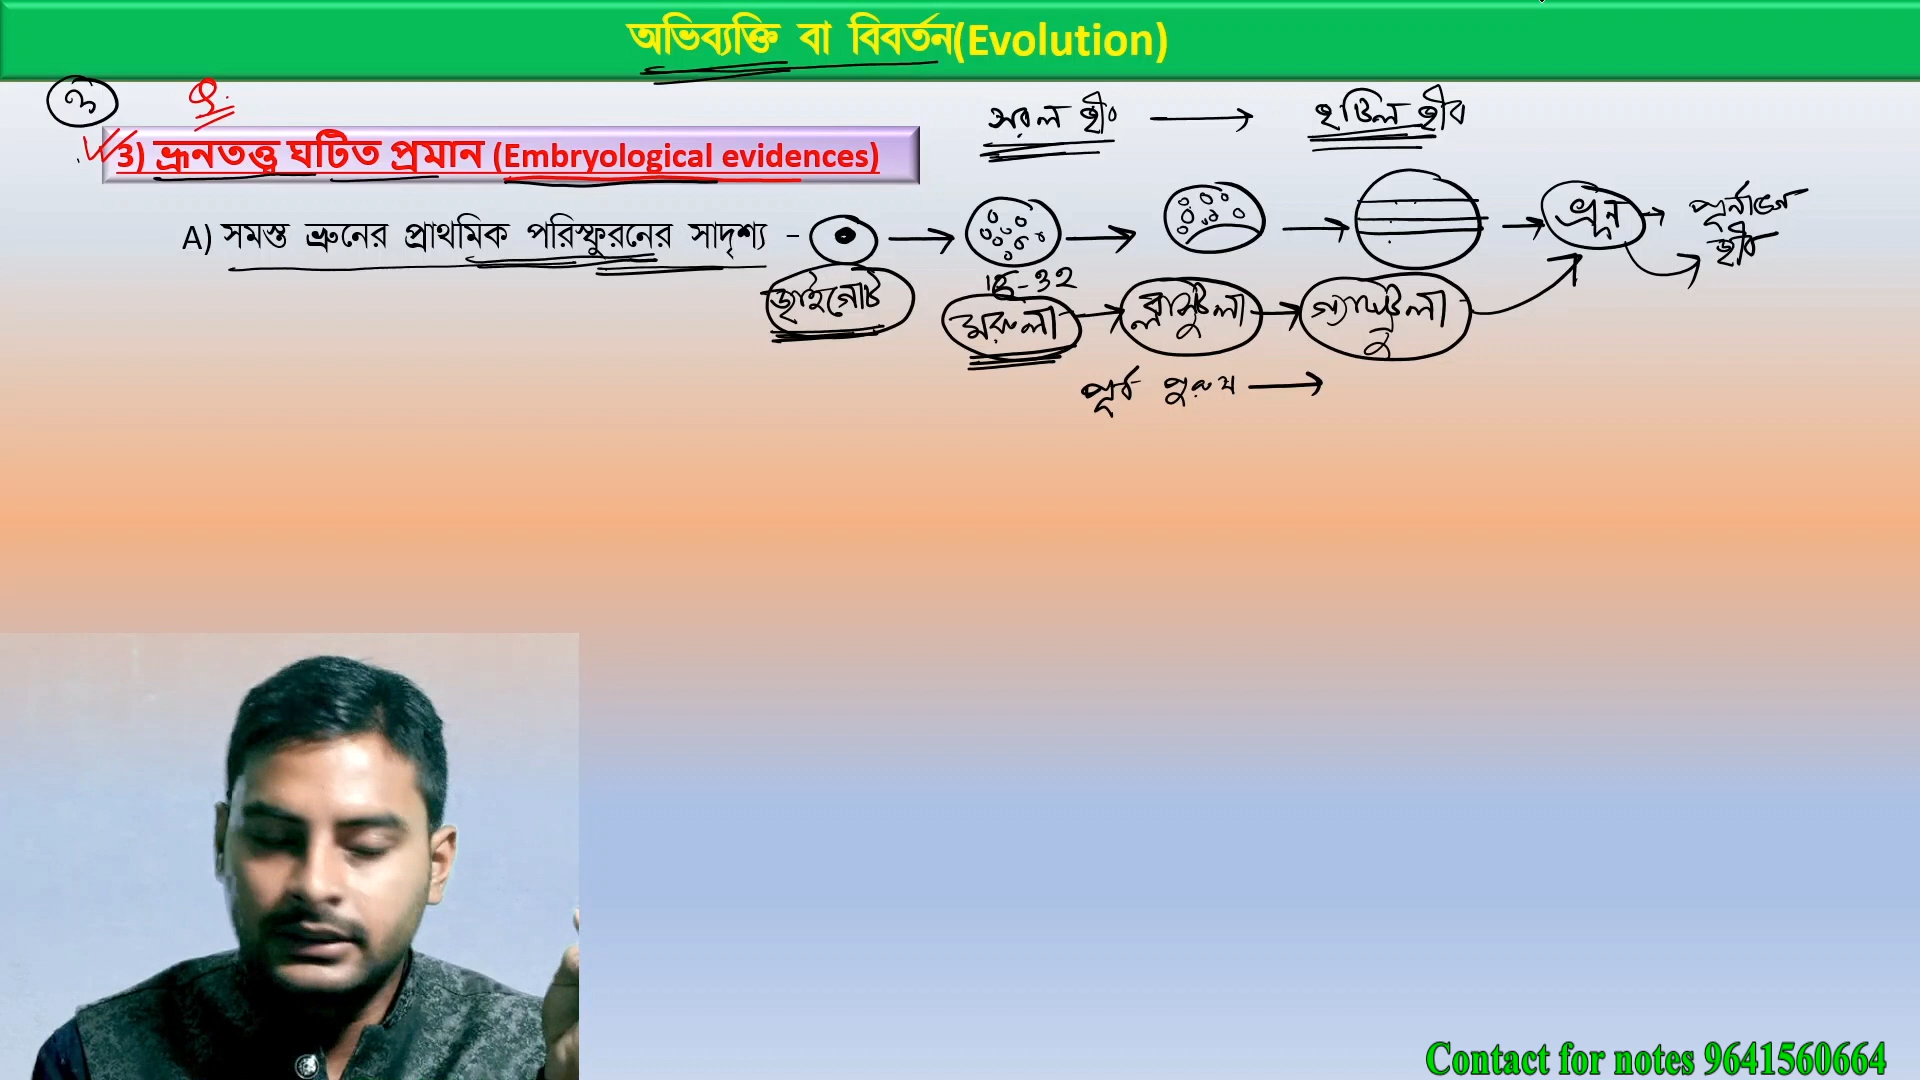 অভিব্যক্তি বা বিবর্তন(Evolution)
৩
সরল জীব → জটিল জীব
3) ভ্রূনতত্ত্ব ঘটিত প্রমান (Embryological evidences)
A) সমস্ত ভ্রুনের প্রাথমিক পরিস্ফুরনের সাদৃশ্য –
ভ্রূন
পূর্নাঙ্গ
জীব
16-32
জাইগোট
মরুলা → ব্লাস্টুলা → গ্যাস্ট্রুলা
পূর্ব পুরুষ →
Contact for notes 9641560664